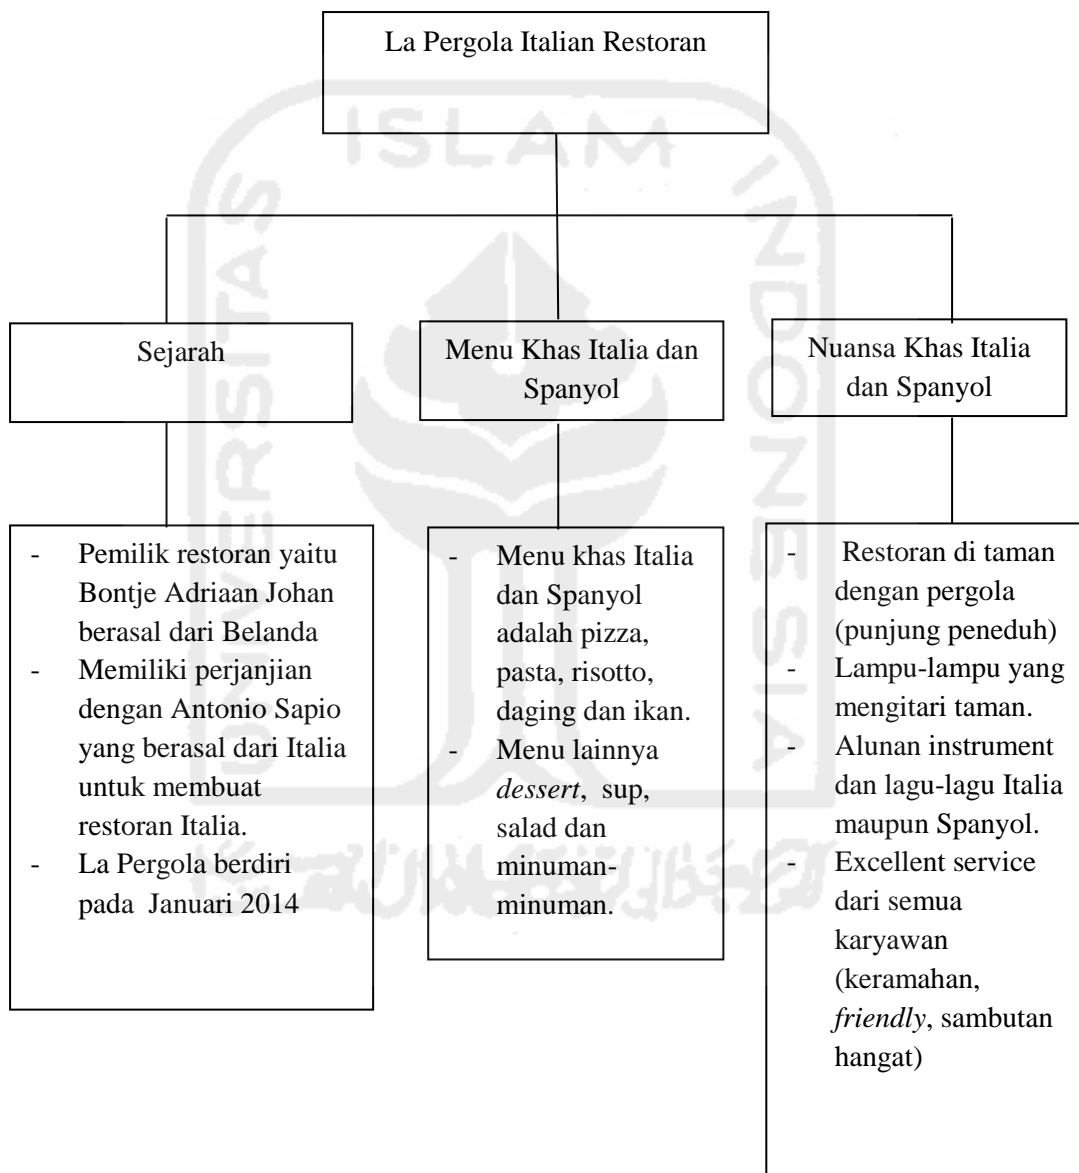 La Pergola Italian Restoran
ISLAM
UNIVERSITAS
INDONESIA
Sejarah
Menu Khas Italia dan
Spanyol
Nuansa Khas Italia
dan Spanyol
- Pemilik restoran yaitu
Bontje Adriaan Johan
berasal dari Belanda
- Memiliki perjanjian
dengan Antonio Sapio
yang berasal dari Italia
untuk membuat
restoran Italia.
- La Pergola berdiri
pada Januari 2014
- Menu khas Italia
dan Spanyol
adalah pizza,
pasta, risotto,
daging dan ikan.
- Menu lainnya
dessert, sup,
salad dan
minuman-
minuman.
- Restoran di taman
dengan pergola
(punjung peneduh)
- Lampu-lampu yang
mengitari taman.
- Alunan instrument
dan lagu-lagu Italia
maupun Spanyol.
- Excellent service
dari semua
karyawan
(keramahan,
friendly, sambutan
hangat)